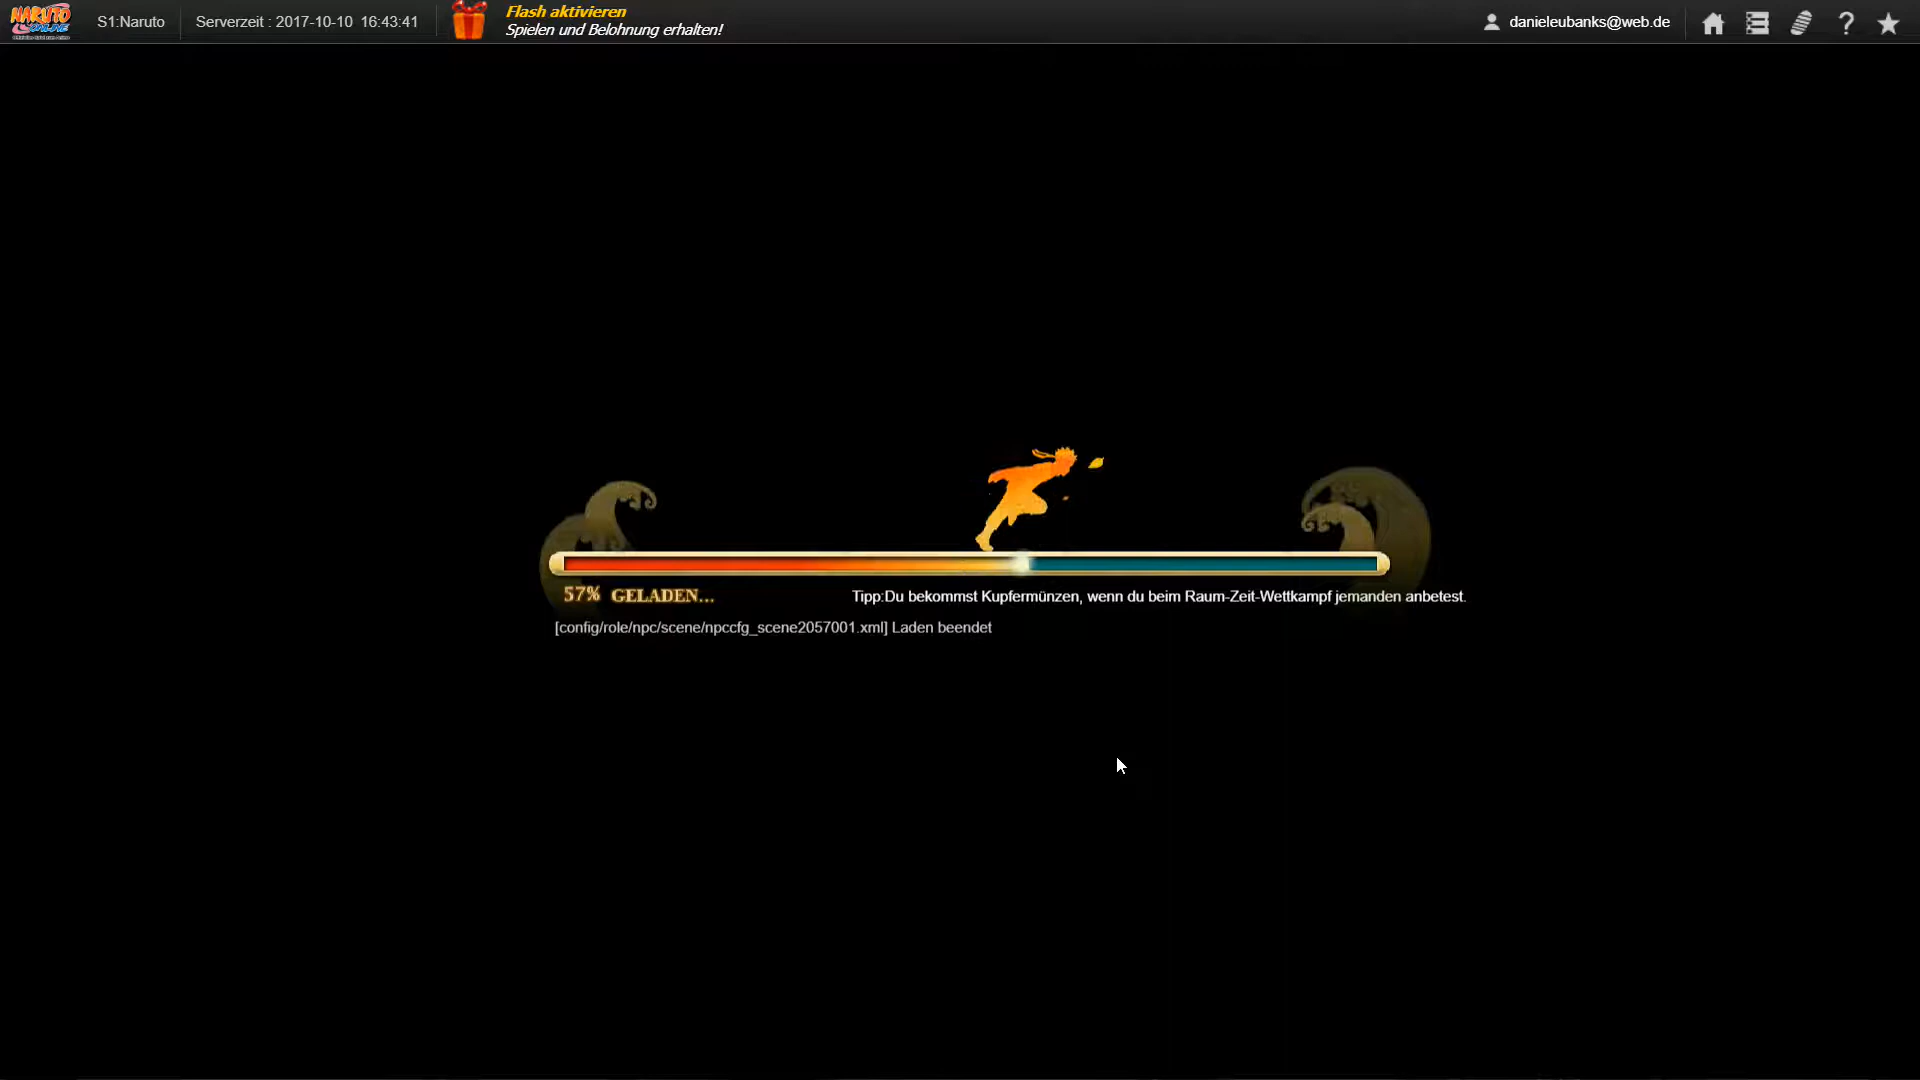 NARUTO
ONLINE
S1:Naruto
Serverzeit : 2017-10-10 16:43:41
Flash aktivieren
Spielen und Belohnung erhalten!
danieleubanks@web.de
57% GELADEN...
Tipp:Du bekommst Kupfermünzen, wenn du beim Raum-Zeit-Wettkampf jemanden anbetest.
[config/role/npc/scene/npccfg_scene2057001.xml] Laden beendet